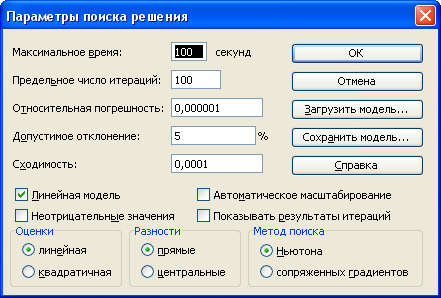 Параметры поиска решения
Максимальное время: 100 секунд
OK
Предельное число итераций: 100
Отмена
Относительная погрешность: 0,000001
Загрузить модель...
Допустимое отклонение: 5 %
Сохранить модель...
Сходимость: 0,0001
Справка
Линейная модель
Автоматическое масштабирование
Неотрицательные значения
Показывать результаты итераций
Оценки
Разности
Метод поиска
линейная
прямые
Ньютона
квадратичная
центральные
сопряженных градиентов